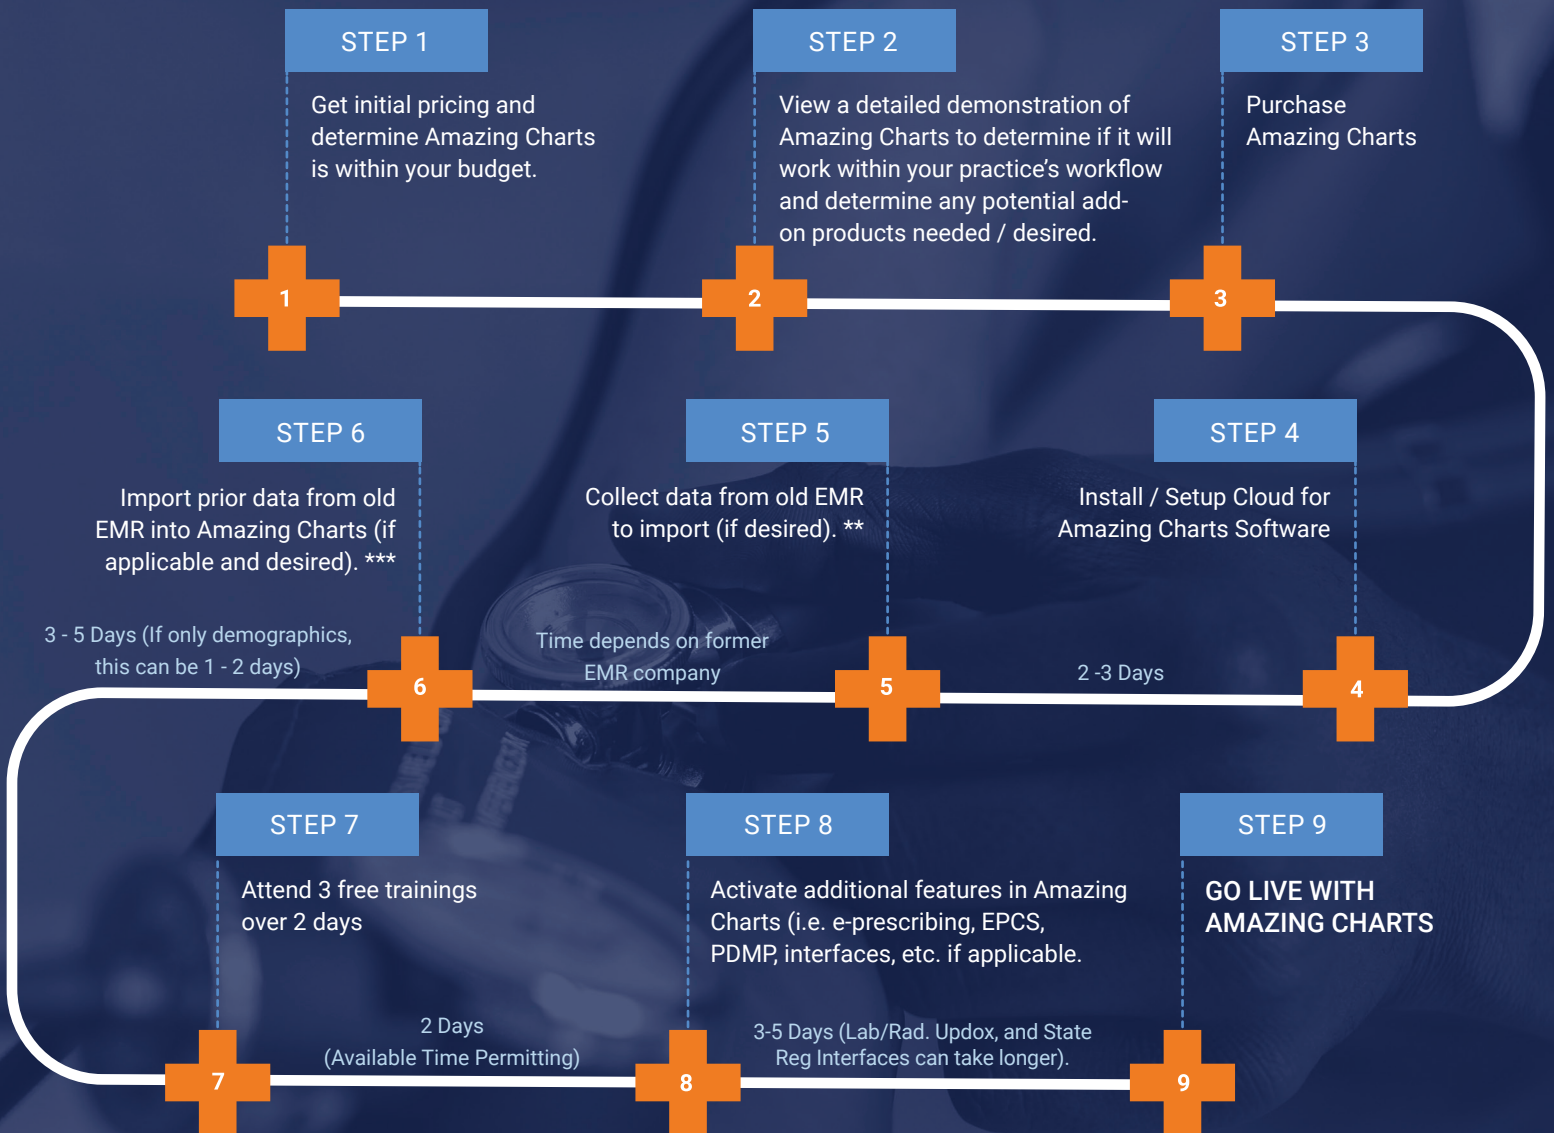 STEP 1
Get initial pricing and
determine Amazing Charts
is within your budget.
1
STEP 2
View a detailed demonstration of
Amazing Charts to determine if it will
work within your practice’s workflow
and determine any potential add-
on products needed / desired.
2
STEP 3
Purchase
Amazing Charts
3
STEP 4
Install / Setup Cloud for
Amazing Charts Software
4
2 -3 Days
STEP 5
Collect data from old EMR
to import (if desired). **
5
Time depends on former
EMR company
STEP 6
Import prior data from old
EMR into Amazing Charts (if
applicable and desired). ***
6
3 - 5 Days (If only demographics,
this can be 1 - 2 days)
STEP 7
Attend 3 free trainings
over 2 days
7
2 Days
(Available Time Permitting)
STEP 8
Activate additional features in Amazing
Charts (i.e. e-prescribing, EPCS,
PDMP, interfaces, etc. if applicable.
8
3-5 Days (Lab/Rad. Updox, and State
Reg Interfaces can take longer).
STEP 9
GO LIVE WITH
AMAZING CHARTS
9